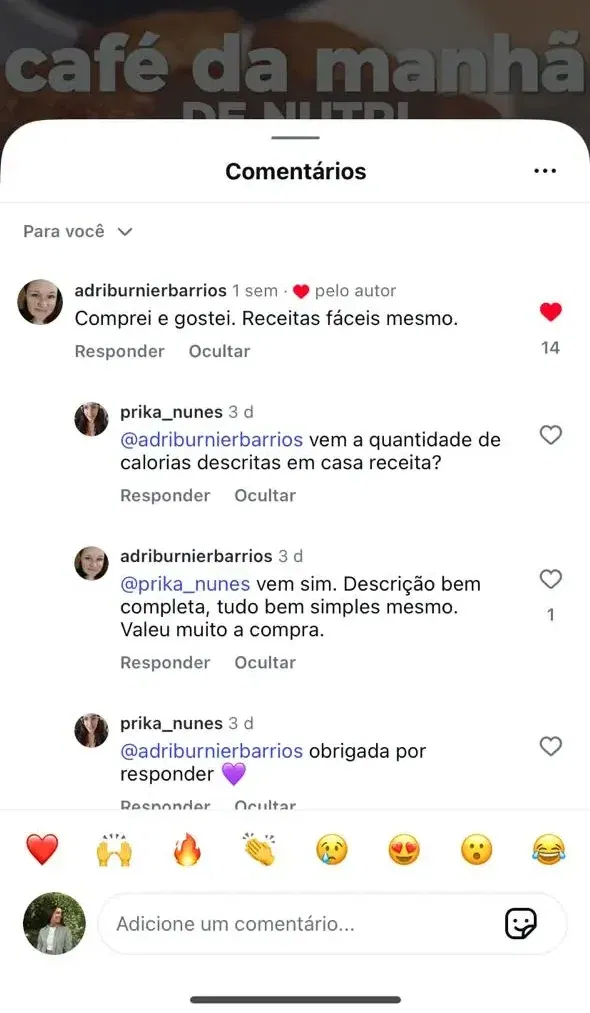 café da manhã
DE NUTRI
Comentários
Para você
adriburnierbarrios 1 sem · ❤️ pelo autor
Comprei e gostei. Receitas fáceis mesmo.
Responder Ocultar
14
prika_nunes 3 d
@adriburnierbarrios vem a quantidade de
calorias descritas em casa receita?
Responder Ocultar
adriburnierbarrios 3 d
@prika_nunes vem sim. Descrição bem
completa, tudo bem simples mesmo.
Valeu muito a compra.
1
Responder Ocultar
prika_nunes 3 d
@adriburnierbarrios obrigada por
responder 💜
Responder Ocultar
Adicione um comentário...